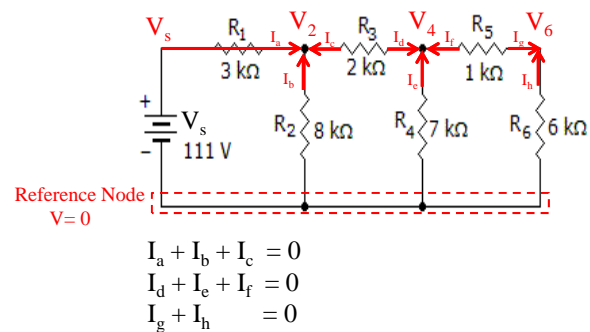 Vs V2 V4 V6
R1 R3 R5
Ia Ic Id If Ig
3 kΩ 2 kΩ 1 kΩ
Ib Ie Ih
+
Vs
−
111 V
R2 8 kΩ R4 7 kΩ R6 6 kΩ
Reference Node
V= 0
Ia + Ib + Ic = 0
Id + Ie + If = 0
Ig + Ih = 0